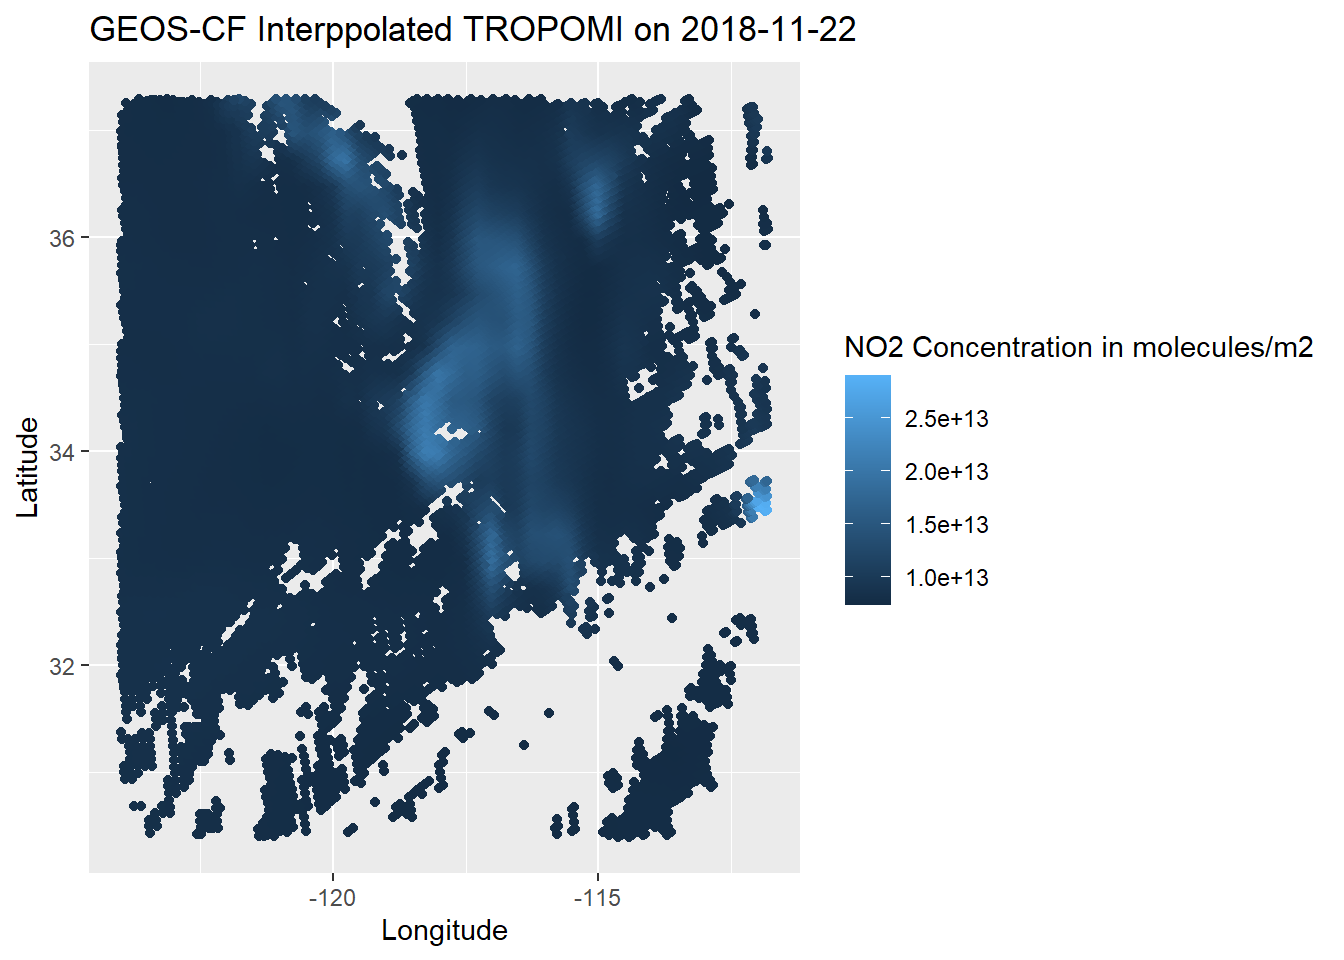 GEOS-CF Interppolated TROPOMI on 2018-11-22
36
34
32
Latitude
-120
-115
Longitude
NO2 Concentration in molecules/m2
2.5e+13
2.0e+13
1.5e+13
1.0e+13